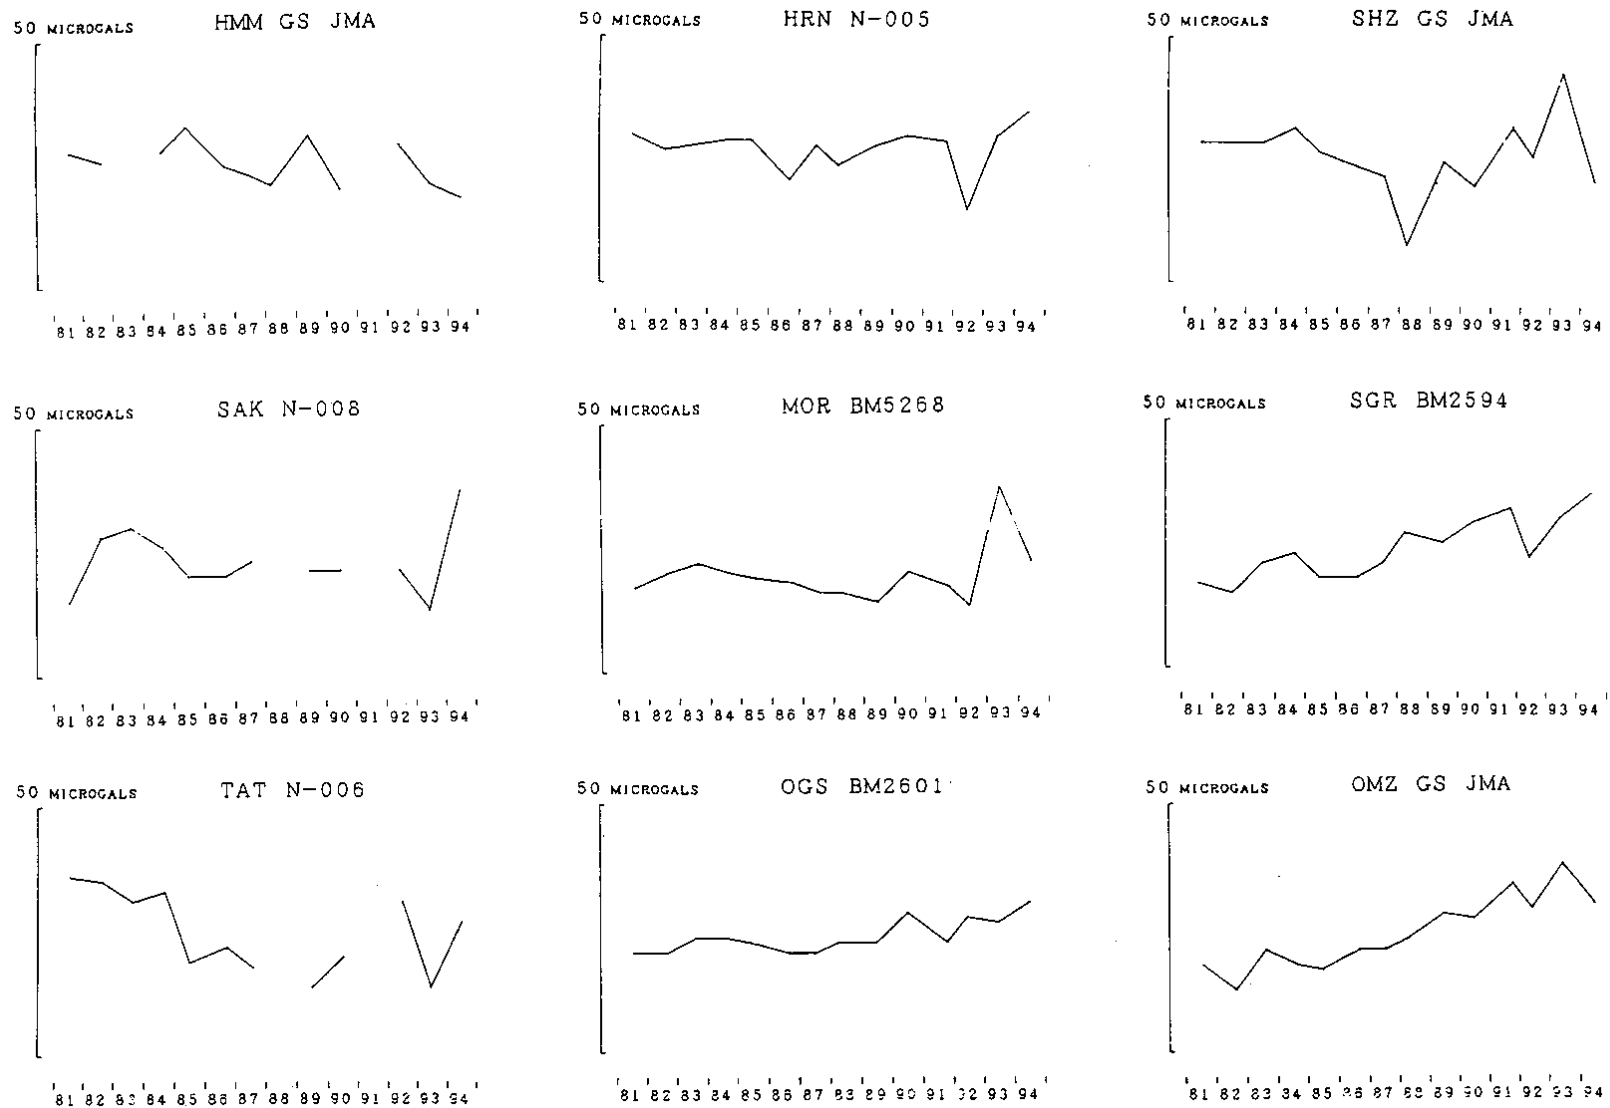 50 MICROGALS HMM GS JMA
81 82 83 84 85 86 87 88 89 90 91 92 93 94
50 MICROGALS HRN N-005
81 82 83 84 85 86 87 88 89 90 91 92 93 94
50 MICROGALS SHZ GS JMA
81 82 83 84 85 86 87 88 89 90 91 92 93 94
50 MICROGALS SAK N-008
81 82 83 84 85 86 87 88 89 90 91 92 93 94
50 MICROGALS MOR BM5268
81 82 83 84 85 86 87 88 89 90 91 92 93 94
50 MICROGALS SGR BM2594
81 82 83 84 85 86 87 88 89 90 91 92 93 94
50 MICROGALS TAT N-006
81 82 83 84 85 86 87 88 89 90 91 92 93 94
50 MICROGALS OGS BM2601
81 82 83 84 85 86 87 88 89 90 91 92 93 94
50 MICROGALS OMZ GS JMA
81 82 83 84 85 86 87 88 89 90 91 92 93 94